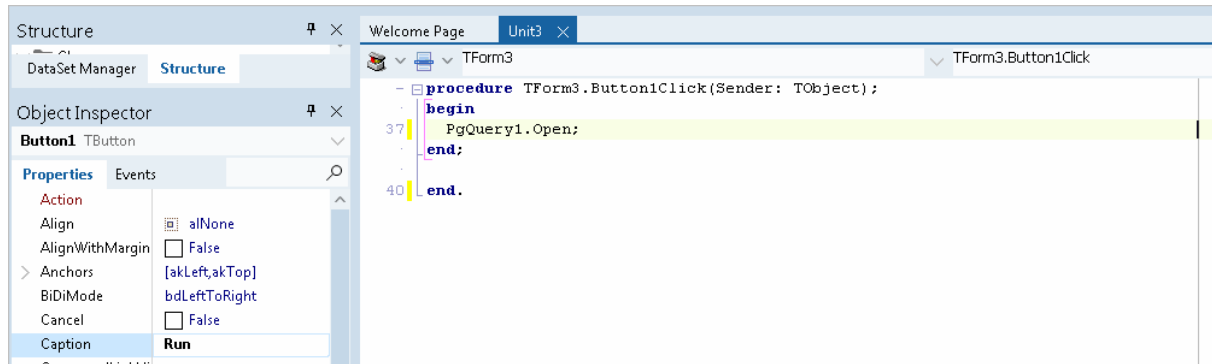 Structure
DataSet Manager Structure
Object Inspector
Button1 TButton
Properties Events
Action
Align alNone
AlignWithMargin False
Anchors [akLeft,akTop]
BiDiMode bdLeftToRight
Cancel False
Caption Run
Welcome Page Unit3
TForm3 TForm3.Button1Click
procedure TForm3.Button1Click(Sender: TObject);
begin
37 PgQuery1.Open;
end;
40 end.